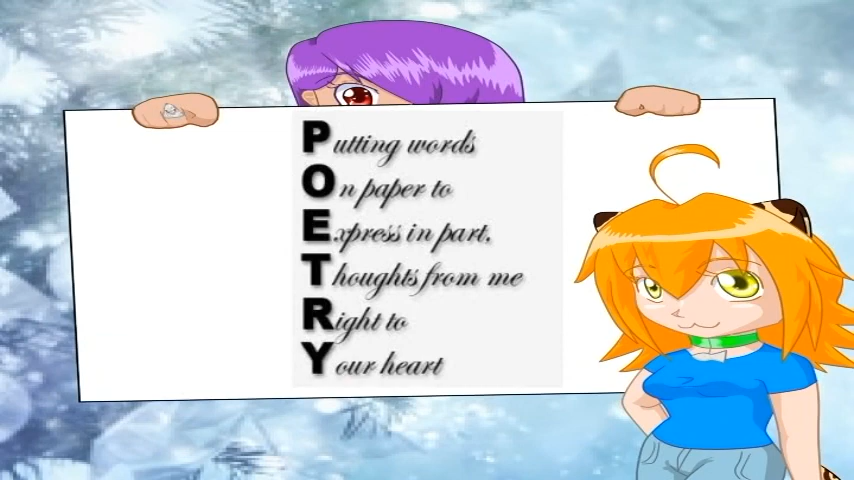 Putting words
On paper to
Express in part,
Thoughts from me
Right to
Your heart